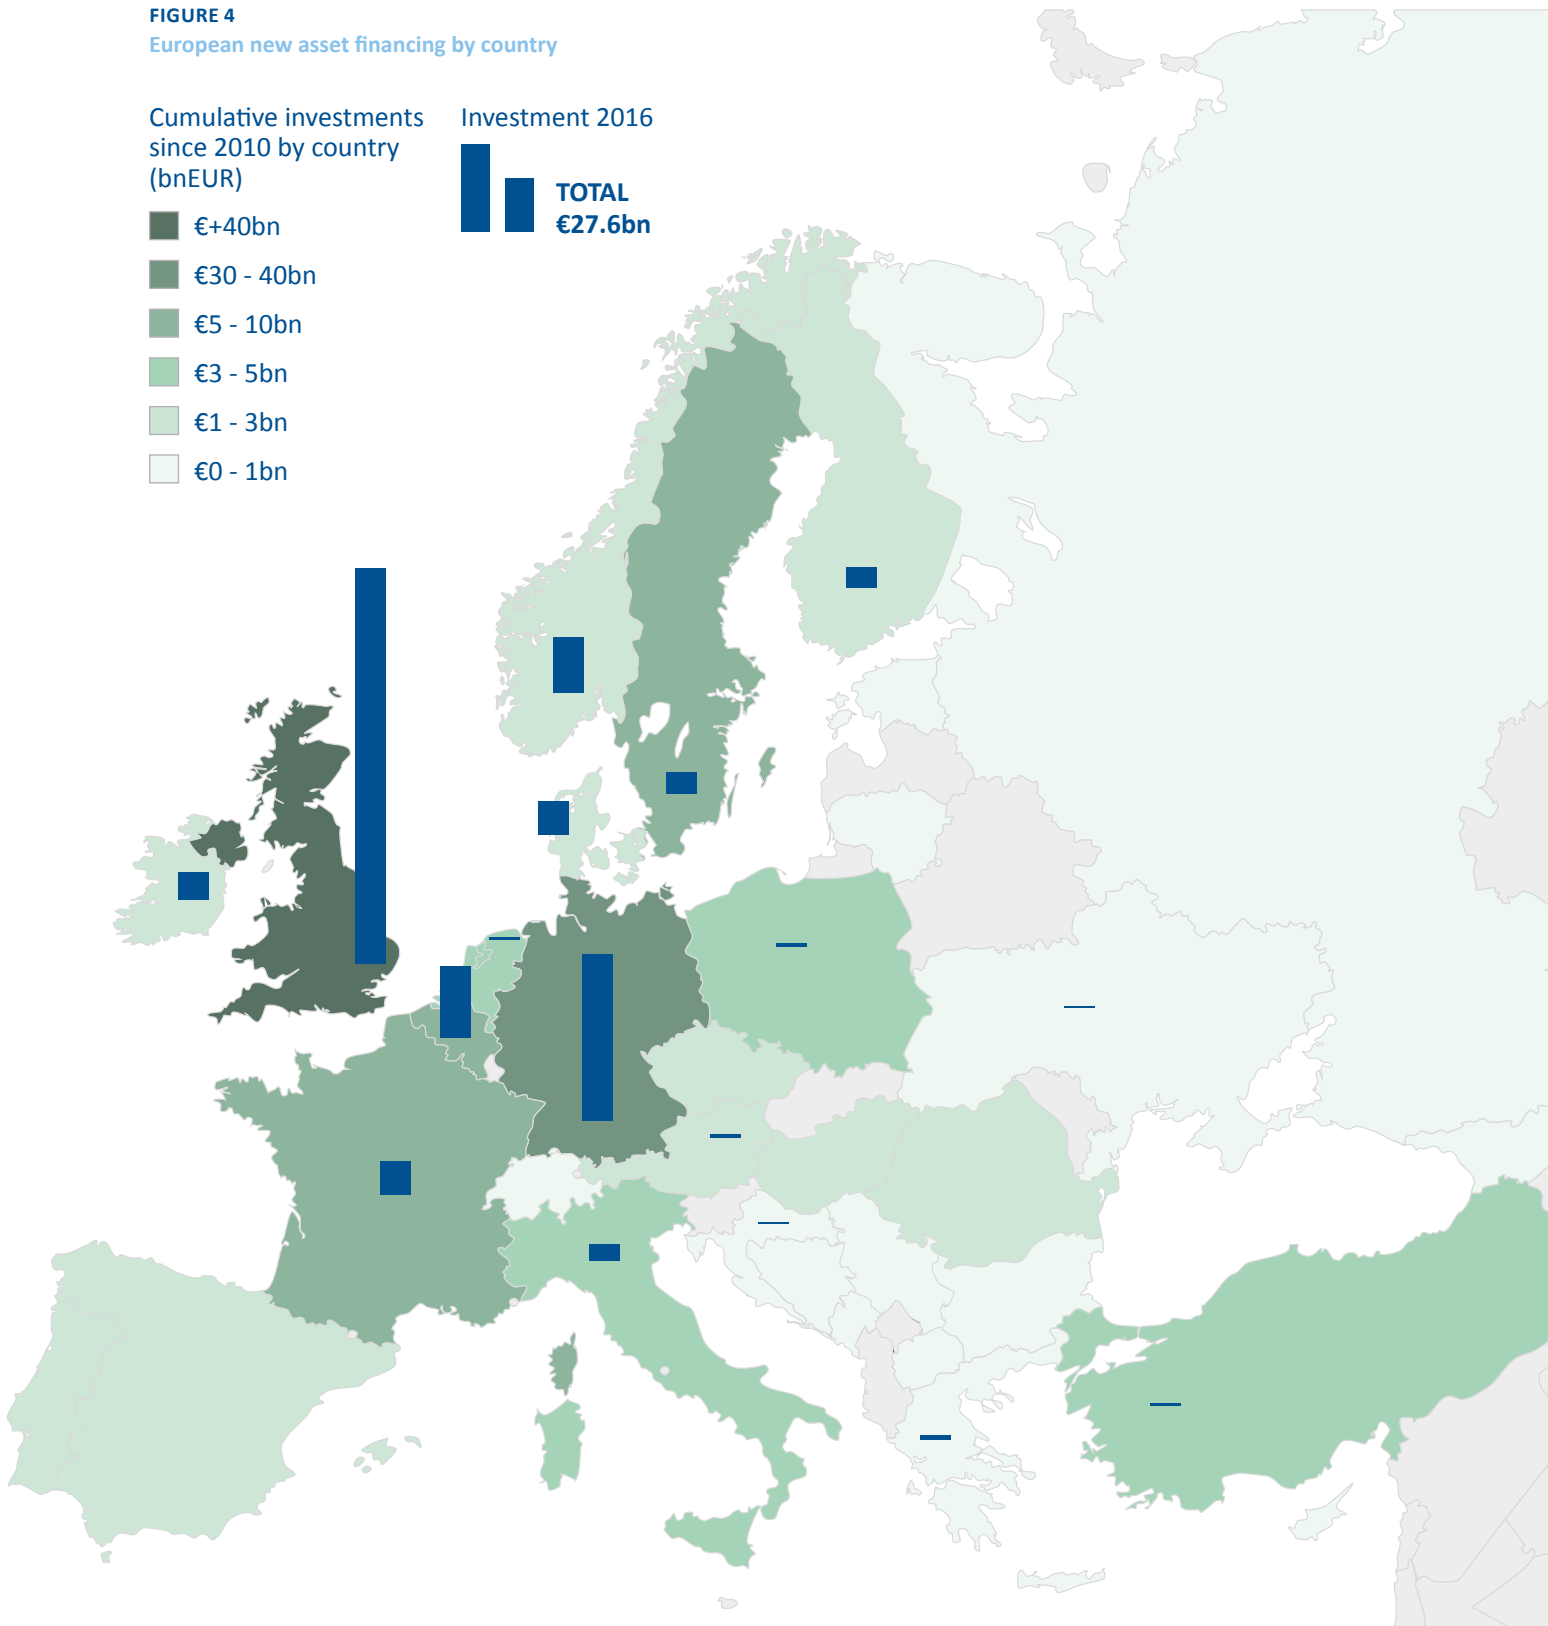 FIGURE 4
European new asset financing by country
Cumulative investments
since 2010 by country
(bnEUR)
€+40bn
€30 - 40bn
€5 - 10bn
€3 - 5bn
€1 - 3bn
€0 - 1bn
Investment 2016
TOTAL
€27.6bn